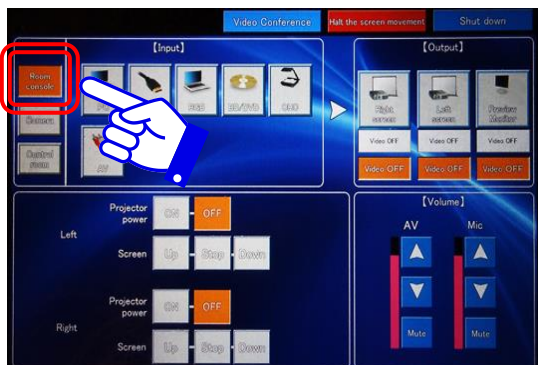 Video Conference
Halt the screen movement
Shut down
[Input]
[Output]
Room
console
Camera
Control
room
RGB
BD/DVD
OHC
AV
Right
screen
Left
screen
Preview
Monitor
Video OFF
Video OFF
Video OFF
Video OFF
Video OFF
Video OFF
Left
Projector
power
ON
OFF
Screen
Up
Stop
Down
Right
Projector
power
ON
OFF
Screen
Up
Stop
Down
[Volume]
AV
Mic
Mute
Mute